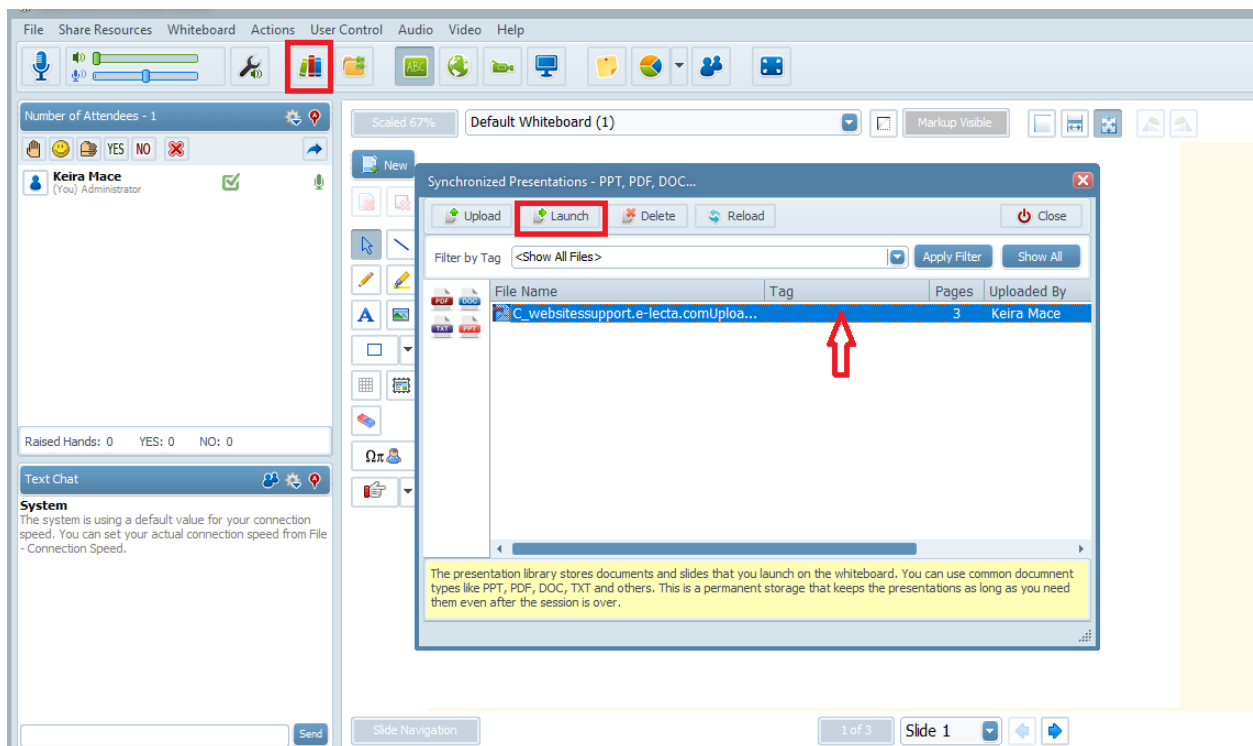 File Share Resources Whiteboard Actions User Control Audio Video Help
ABC
Number of Attendees - 1
YES NO
Keira Mace
(You) Administrator
Raised Hands: 0 YES: 0 NO: 0
Text Chat
System
The system is using a default value for your connection
speed. You can set your actual connection speed from File
- Connection Speed.
Send
Scaled 67%
Default Whiteboard (1)
Markup Visible
New
A
Ωπ
Synchronized Presentations - PPT, PDF, DOC...
Upload Launch Delete Reload Close
Filter by Tag <Show All Files> Apply Filter Show All
PDF DOC
TXT PPT
File Name Tag Pages Uploaded By
C_websitessupport.e-lecta.comUploa... 3 Keira Mace
The presentation library stores documents and slides that you launch on the whiteboard. You can use common documnent
types like PPT, PDF, DOC, TXT and others. This is a permanent storage that keeps the presentations as long as you need
them even after the session is over.
Slide Navigation
1 of 3
Slide 1